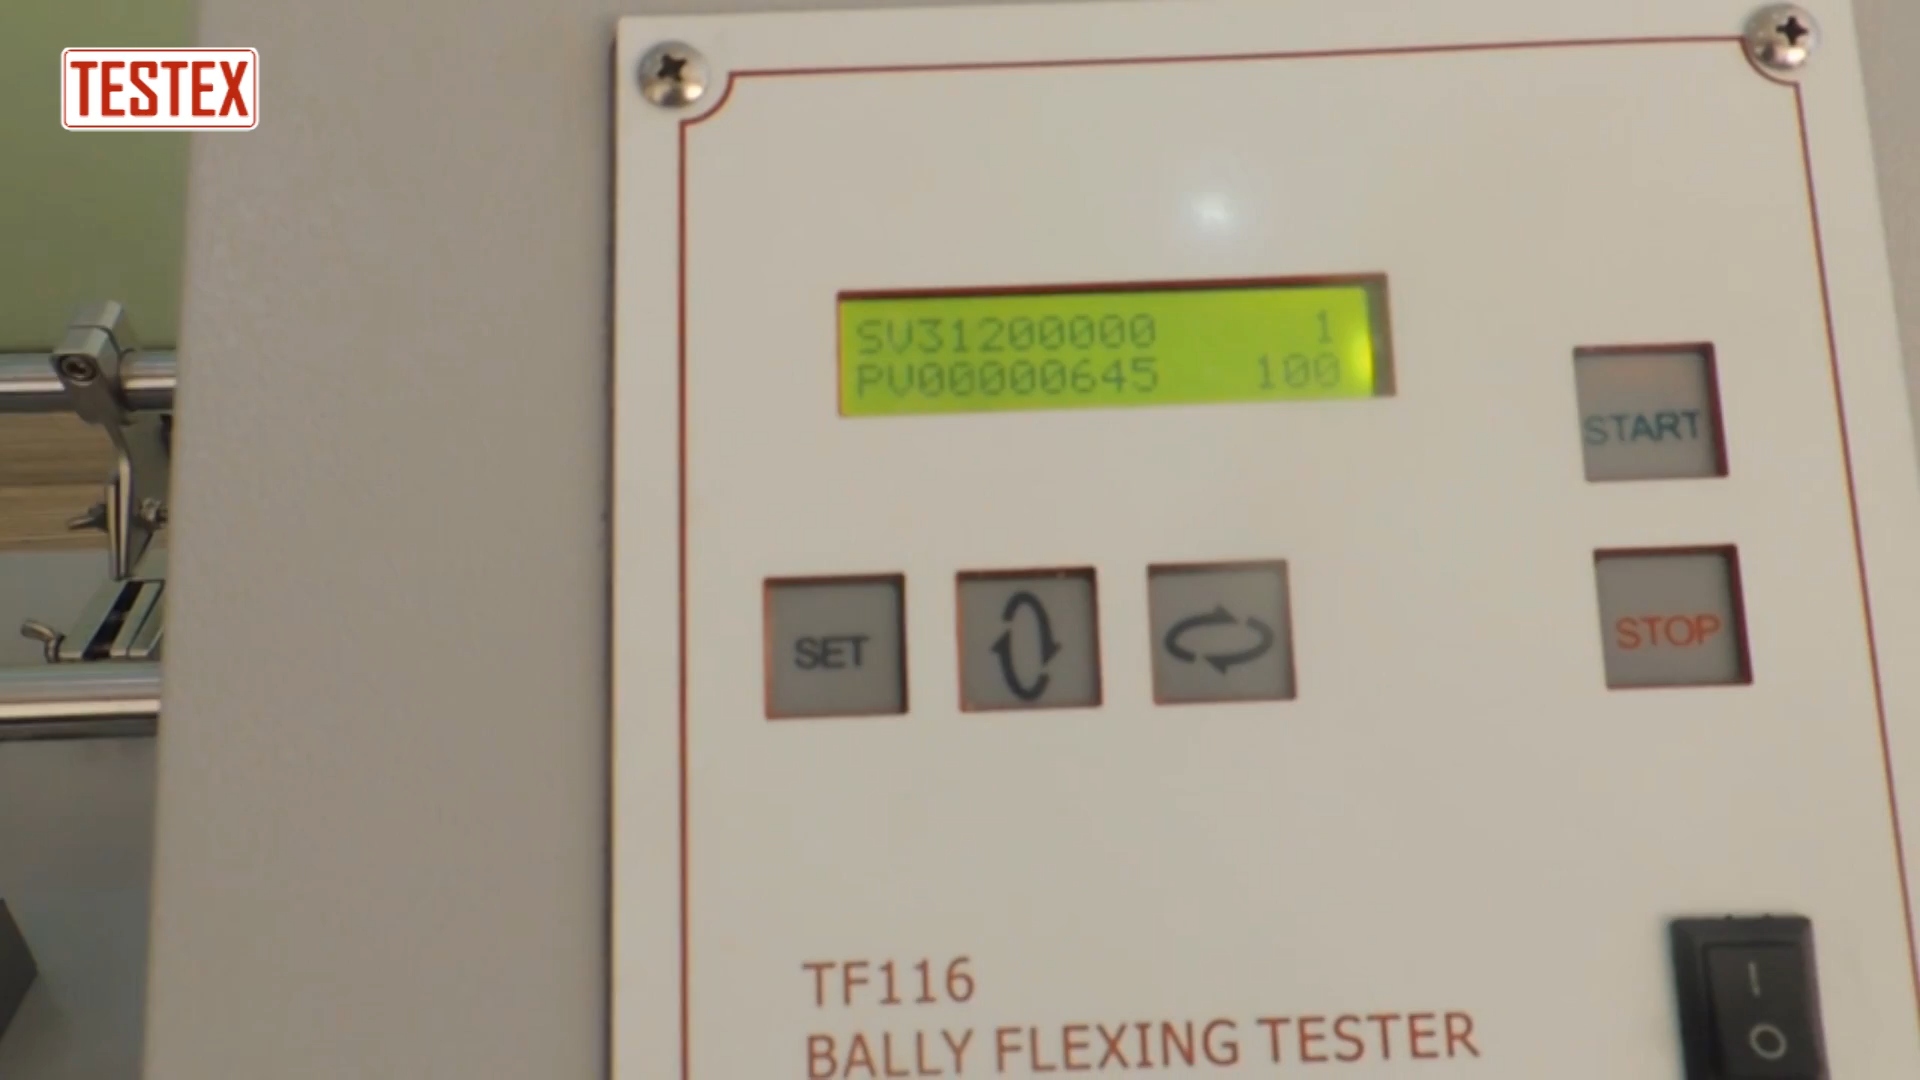 TESTEX
SV31200000 1
PV00000645 100
START
SET
STOP
TF116
BALLY FLEXING TESTER